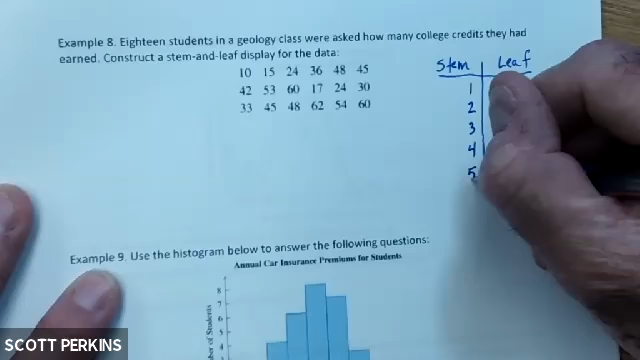 Example 8. Eighteen students in a geology class were asked how many college credits they had
earned. Construct a stem-and-leaf display for the data:
10 15 24 36 48 45
42 53 60 17 24 30
33 45 48 62 54 60
Stem Leaf
1
2
3
4
5
Example 9. Use the histogram below to answer the following questions:
Annual Car Insurance Premiums for Students
8
7
6
5
4
of Students
SCOTT PERKINS